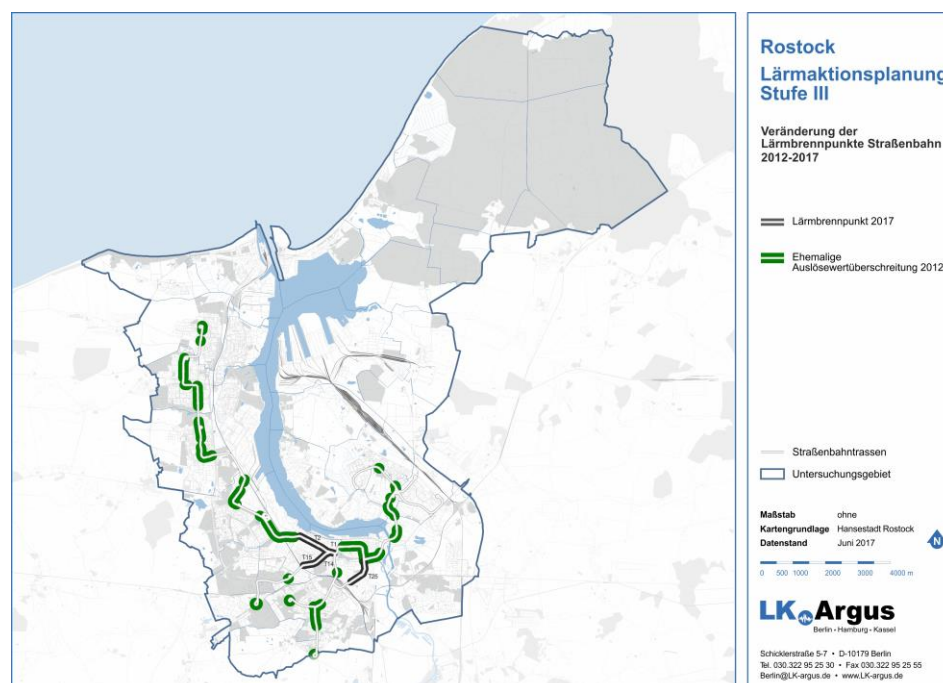 Rostock
Lärmaktionsplanung
Stufe III
Veränderung der
Lärmbrennpunkte Straßenbahn
2012-2017
Lärmbrennpunkt 2017
Ehemalige
Auslösewertüberschreitung 2012
T2
T1
T15
T14
T26
Straßenbahntrassen
Untersuchungsgebiet
Maßstab ohne
Kartengrundlage Hansestadt Rostock
Datenstand Juni 2017
N
0 500 1000 2000 3000 4000 m
LK Argus
Berlin • Hamburg • Kassel
Schicklerstraße 5-7 • D-10179 Berlin
Tel. 030.322 95 25 30 • Fax 030.322 95 25 55
Berlin@LK-argus.de • www.LK-argus.de